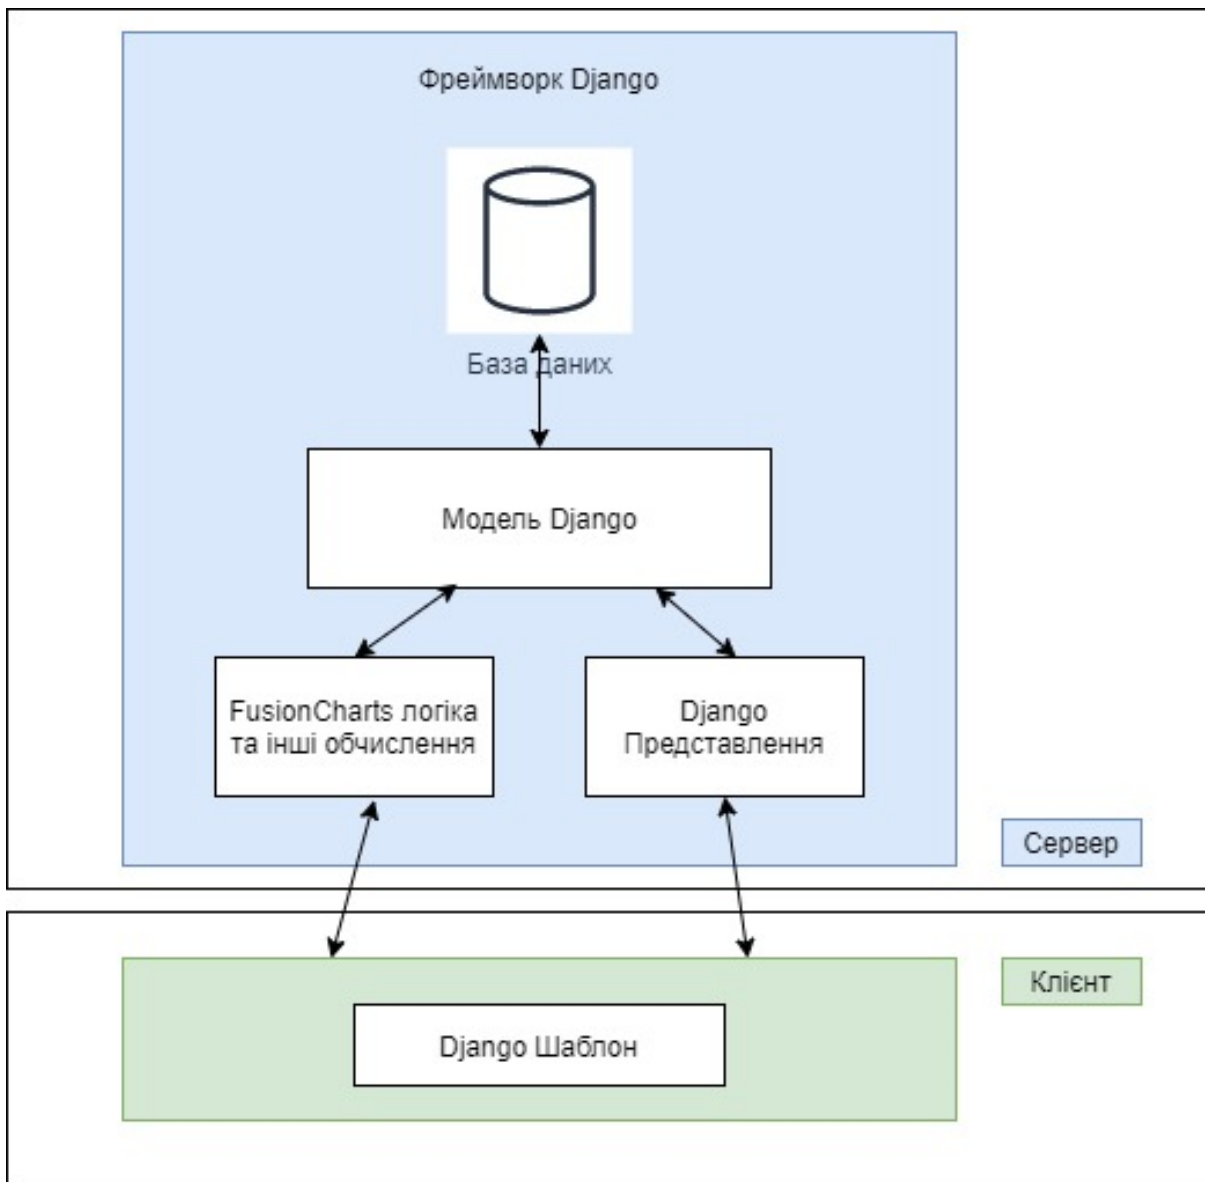 Фреймворк Django
База даних
Модель Django
FusionCharts логіка
та інші обчислення
Django
Представлення
Сервер
Клієнт
Django Шаблон